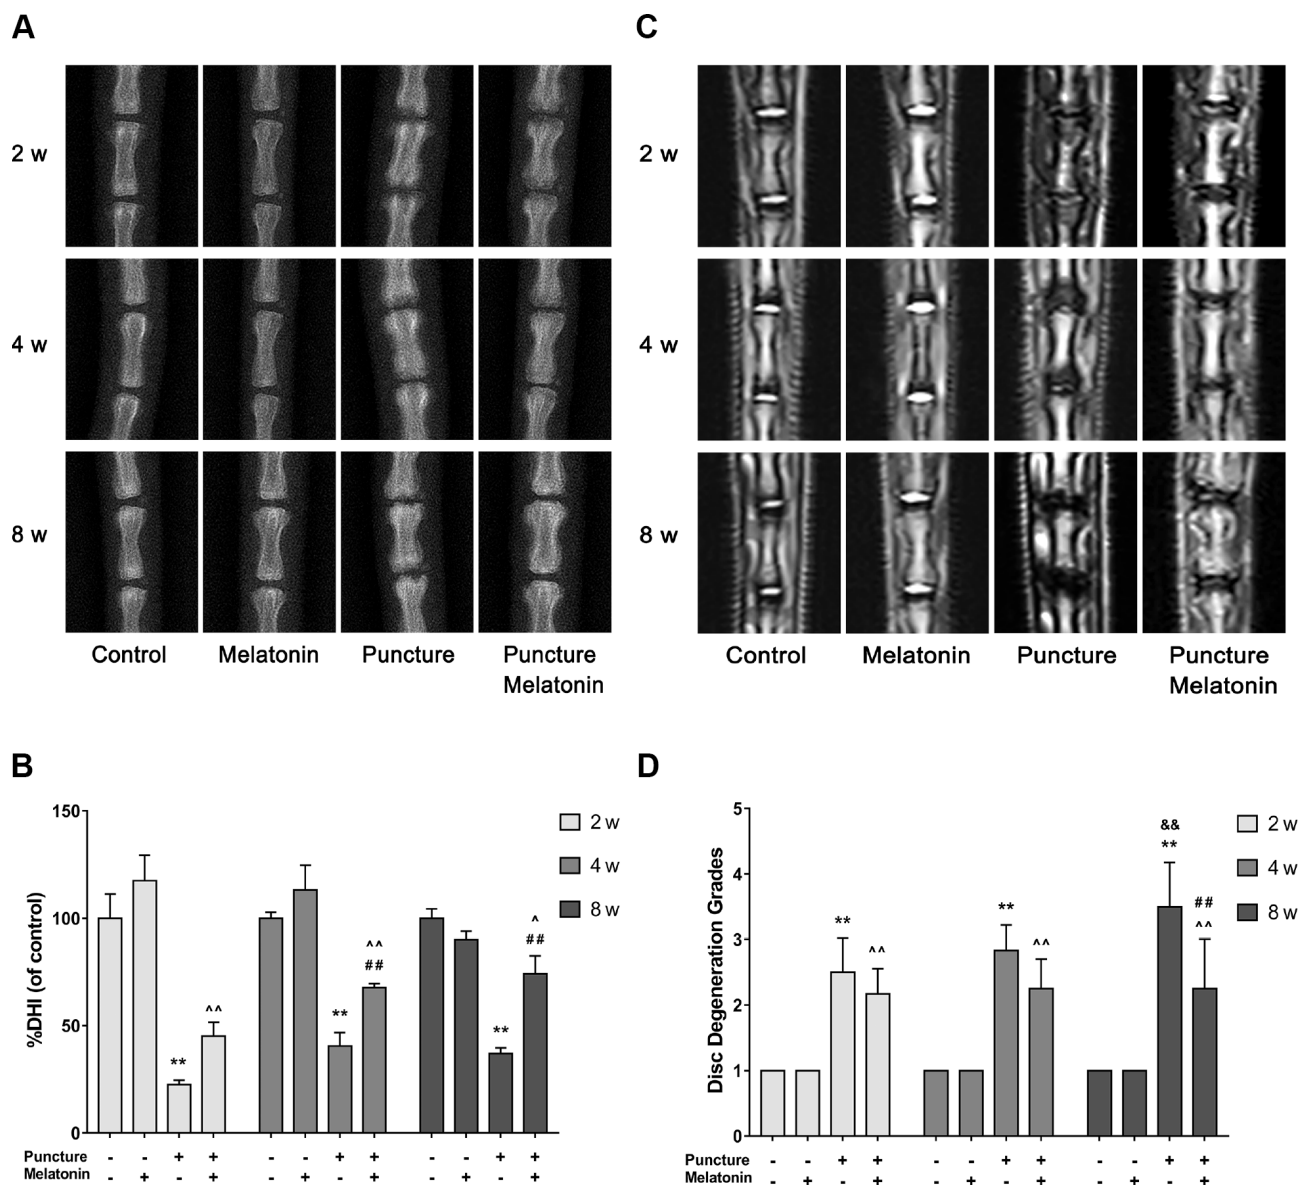 A
2 w
4 w
8 w
Control Melatonin Puncture Puncture
Melatonin
C
2 w
4 w
8 w
Control Melatonin Puncture Puncture
Melatonin
B
%DHI (of control)
150
100
50
0
** ^^
** ^^
##
** ^
##
2 w
4 w
8 w
Puncture - - + + - - + + - - + +
Melatonin - + - + - + - + - + - +
D
Disc Degeneration Grades
5
4
3
2
1
0
** ^^
** ^^
&&
**
##
^^
2 w
4 w
8 w
Puncture - - + + - - + + - - + +
Melatonin - + - + - + - + - + - +